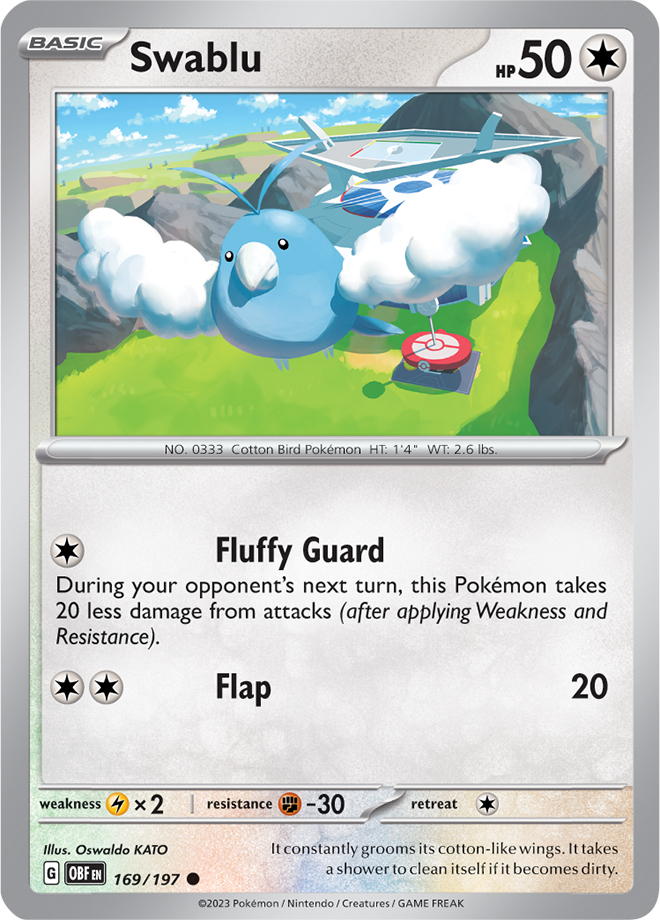 BASIC
Swablu
HP 50
NO. 0333 Cotton Bird Pokémon HT: 1'4" WT: 2.6 lbs.
Fluffy Guard
During your opponent's next turn, this Pokémon takes
20 less damage from attacks (after applying Weakness and
Resistance).
Flap 20
weakness ×2 resistance -30 retreat
Illus. Oswaldo KATO
It constantly grooms its cotton-like wings. It takes
a shower to clean itself if it becomes dirty.
G OBF EN 169/197
©2023 Pokémon / Nintendo / Creatures / GAME FREAK